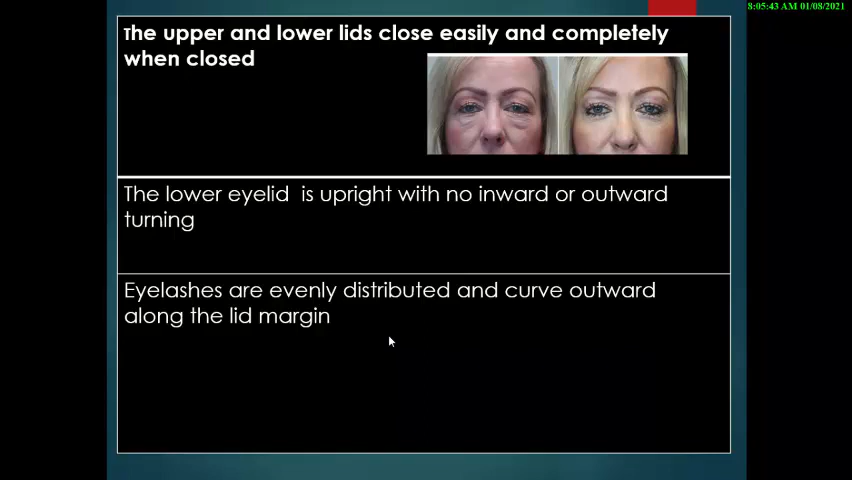 8:05:43 AM 01/08/2021
The upper and lower lids close easily and completely
when closed
The lower eyelid  is upright with no inward or outward
turning
Eyelashes are evenly distributed and curve outward
along the lid margin